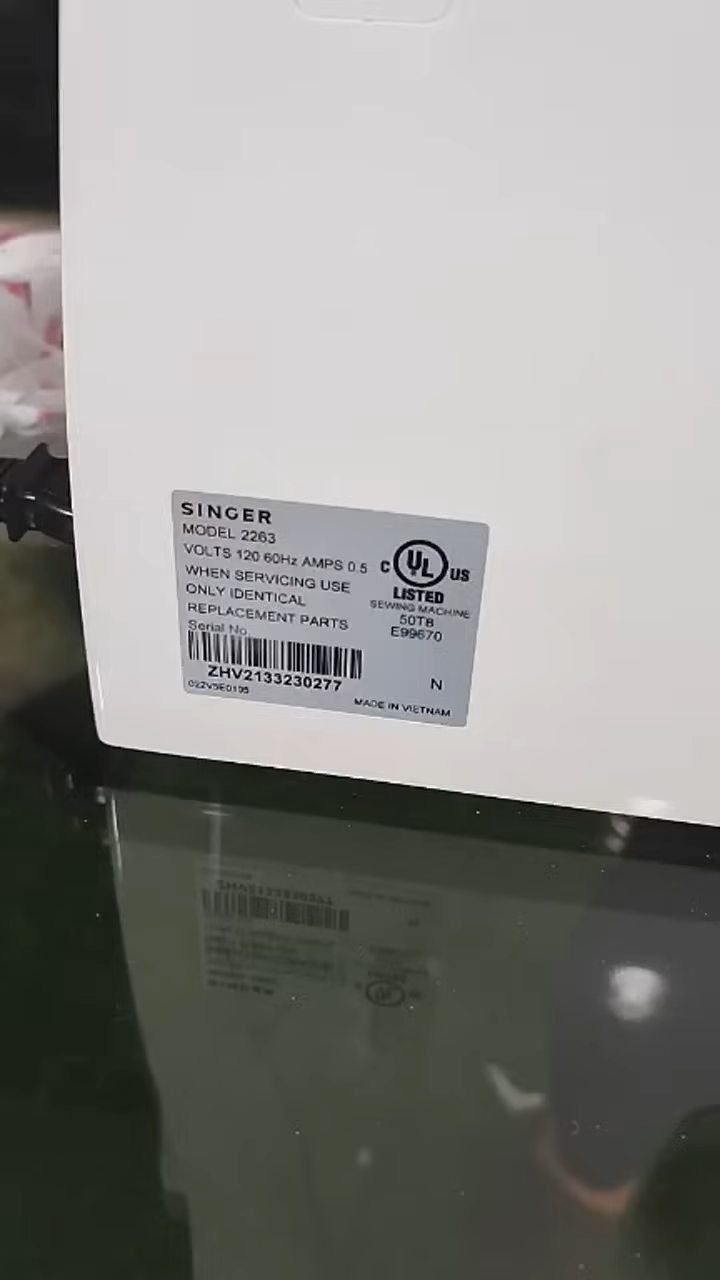 SINGER
MODEL 2263
VOLTS 120 60Hz AMPS 0.5
WHEN SERVICING USE
ONLY IDENTICAL
REPLACEMENT PARTS
Serial No.
ZHV2133230277
C UL US
LISTED
SEWING MACHINE
50TB
E99670
N
MADE IN VIETNAM